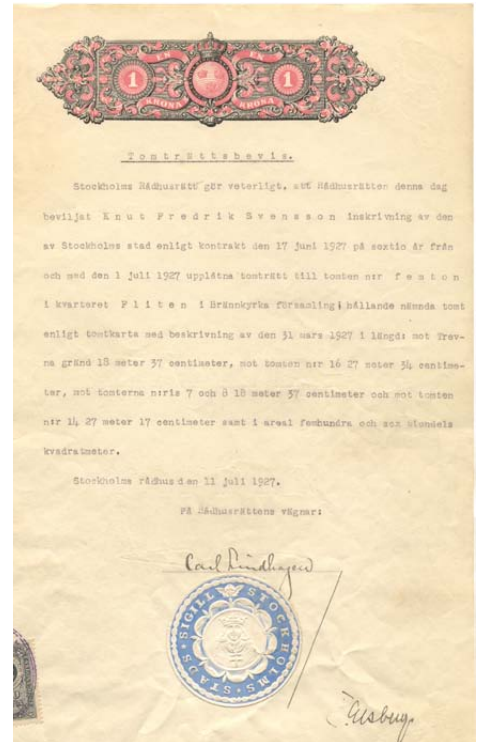 EN EN
1 1
KRONA KRONA
Tomträttsbevis.
Stockholms Rådhusrätt gör veterligt, att Rådhusrätten denna dag
beviljat Knut Fredrik Svensson inskrivning av den
av Stockholms stad enligt kontrakt den 17 juni 1927 på sextio år från
och med den 1 juli 1927 upplåtna tomträtt till tomten n:r femton
i kvarteret Fliten i Brännkyrka församling; hållande nämnda tomt
enligt tomtkarta med beskrivning av den 31 mars 1927 i längd: mot Trev-
na gränd 18 meter 37 centimeter, mot tomten n:r 16 27 meter 34 centime-
ter, mot tomterna n:ris 7 och 8 18 meter 37 centimeter och mot tomten
n:r 14 27 meter 17 centimeter samt i areal femhundra och sex tiondels
kvadratmeter.
Stockholms rådhus den 11 juli 1927.
På Rådhusrättens vägnar:
Carl Lindhagen
STOCKHOLMS STADS SIGILL